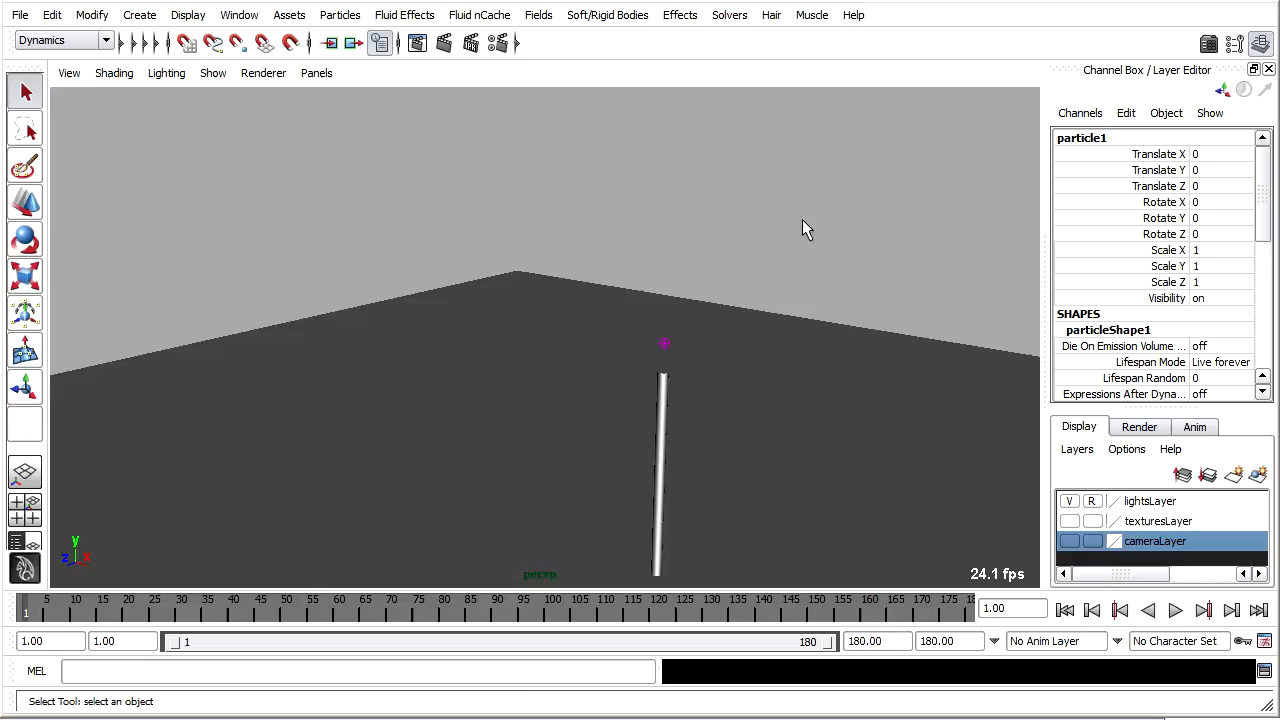 File Edit Modify Create Display Window Assets Particles Fluid Effects Fluid nCache Fields Soft/Rigid Bodies Effects Solvers Hair Muscle Help
Dynamics
View Shading Lighting Show Renderer Panels
Channel Box / Layer Editor
Channels Edit Object Show
particle1
Translate X 0
Translate Y 0
Translate Z 0
Rotate X 0
Rotate Y 0
Rotate Z 0
Scale X 1
Scale Y 1
Scale Z 1
Visibility on
SHAPES
particleShape1
Die On Emission Volume ... off
Lifespan Mode Live forever
Lifespan Random 0
Expressions After Dyna... off
Display Render Anim
Layers Options Help
V R lightsLayer
texturesLayer
cameraLayer
y
z x
persp
24.1 fps
5 10 15 20 25 30 35 40 45 50 55 60 65 70 75 80 85 90 95 100 105 110 115 120 125 130 135 140 145 150 155 160 165 170 175
1
1.00
1.00 1.00 1 180 180.00 180.00 No Anim Layer No Character Set
MEL
Select Tool: select an object